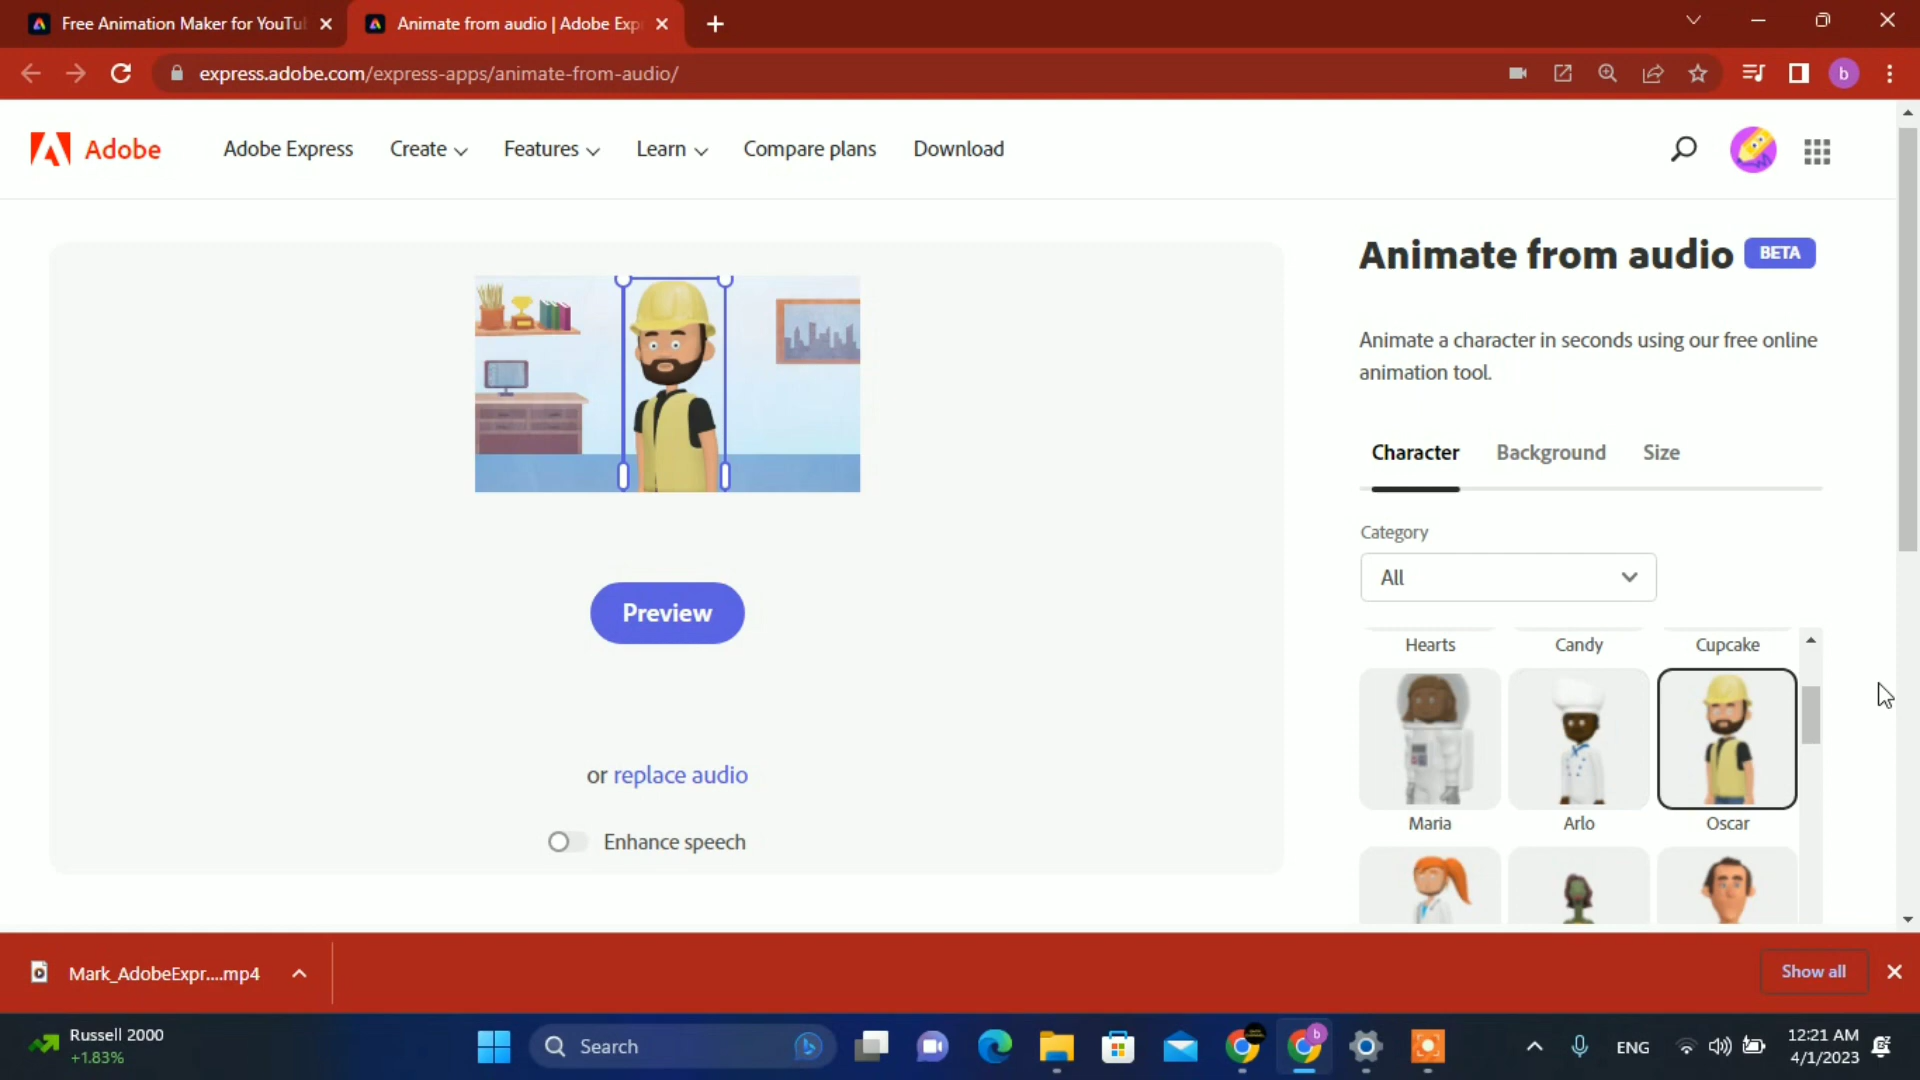 Free Animation Maker for YouTu
Animate from audio | Adobe Exp
express.adobe.com/express-apps/animate-from-audio/
b
Adobe
Adobe Express
Create
Features
Learn
Compare plans
Download
Animate from audio BETA
Animate a character in seconds using our free online
animation tool.
Character
Background
Size
Category
All
Preview
Hearts
Candy
Cupcake
or replace audio
Maria
Arlo
Oscar
Enhance speech
Mark_AdobeExpr....mp4
Show all
Russell 2000
+1.83%
Search
b
ENG
12:21 AM
4/1/2023